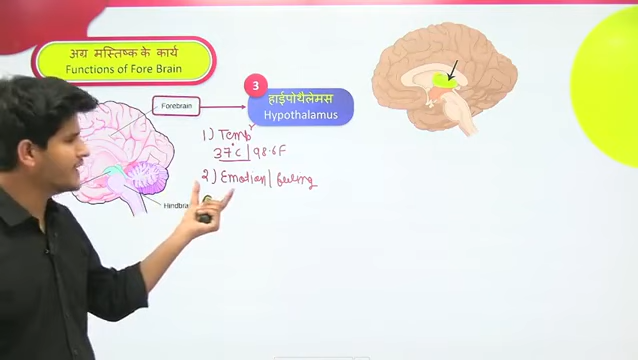 अग्र मस्तिष्क के कार्य
Functions of Fore Brain
3
हाईपोथैलेमस
Hypothalamus
Forebrain
1) Temp^r
37°C | 98.6F
2) Emotion | feeling
Hindbr